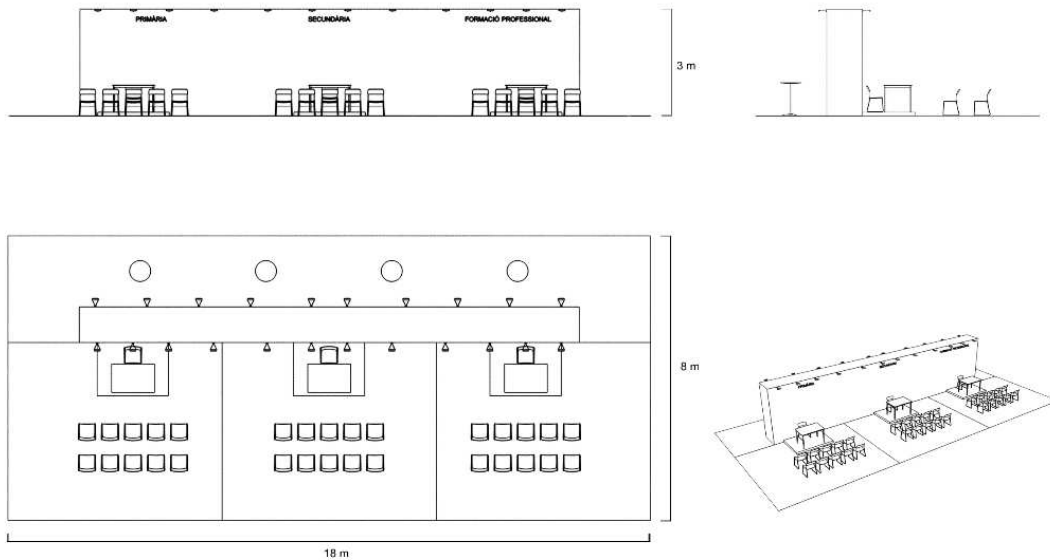 PRIMÀRIA
SECUNDÀRIA
FORMACIÓ PROFESSIONAL
3 m
8 m
18 m